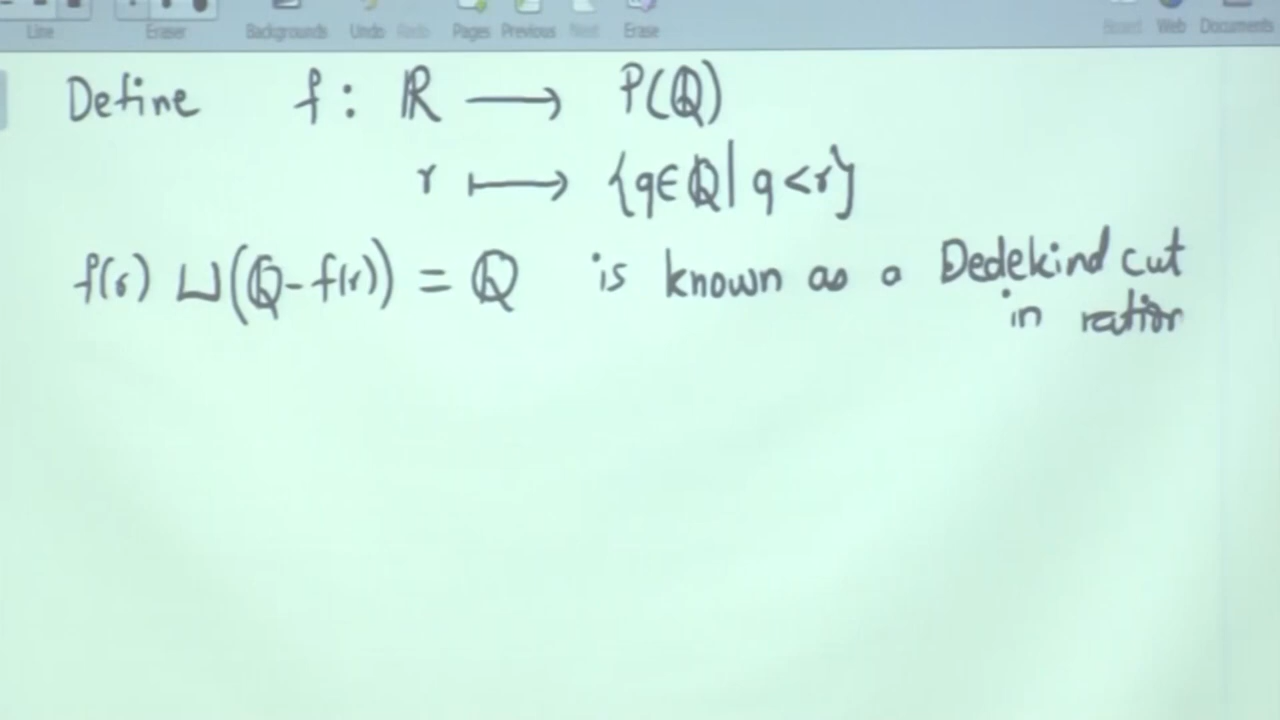 Line Eraser Backgrounds Undo Redo Pages Previous Next Erase Board Web Documents
Define f : ℝ ⟶ P(ℚ)
r ⟼ {q∈ℚ| q<r}
f(r) ⊔ (ℚ-f(r)) = ℚ is known as a Dedekind cut
in